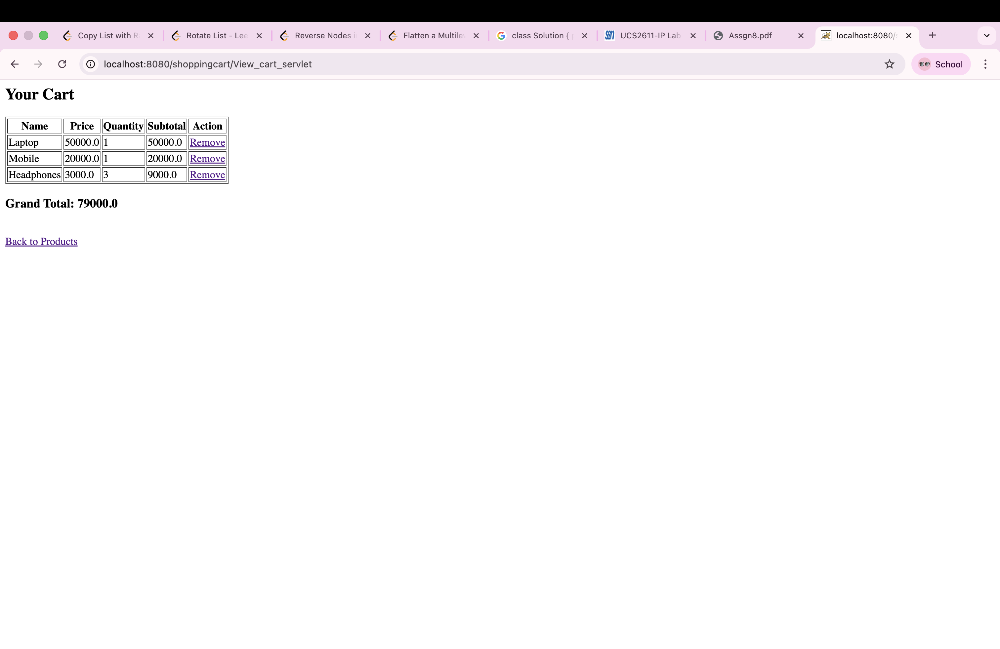 Copy List with R
Rotate List - Lee
Reverse Nodes i
Flatten a Multile
class Solution {
UCS2611-IP Lab
Assgn8.pdf
localhost:8080/s
localhost:8080/shoppingcart/View_cart_servlet
School
Your Cart
Name Price Quantity Subtotal Action
Laptop 50000.0 1 50000.0 Remove
Mobile 20000.0 1 20000.0 Remove
Headphones 3000.0 3 9000.0 Remove
Grand Total: 79000.0
Back to Products